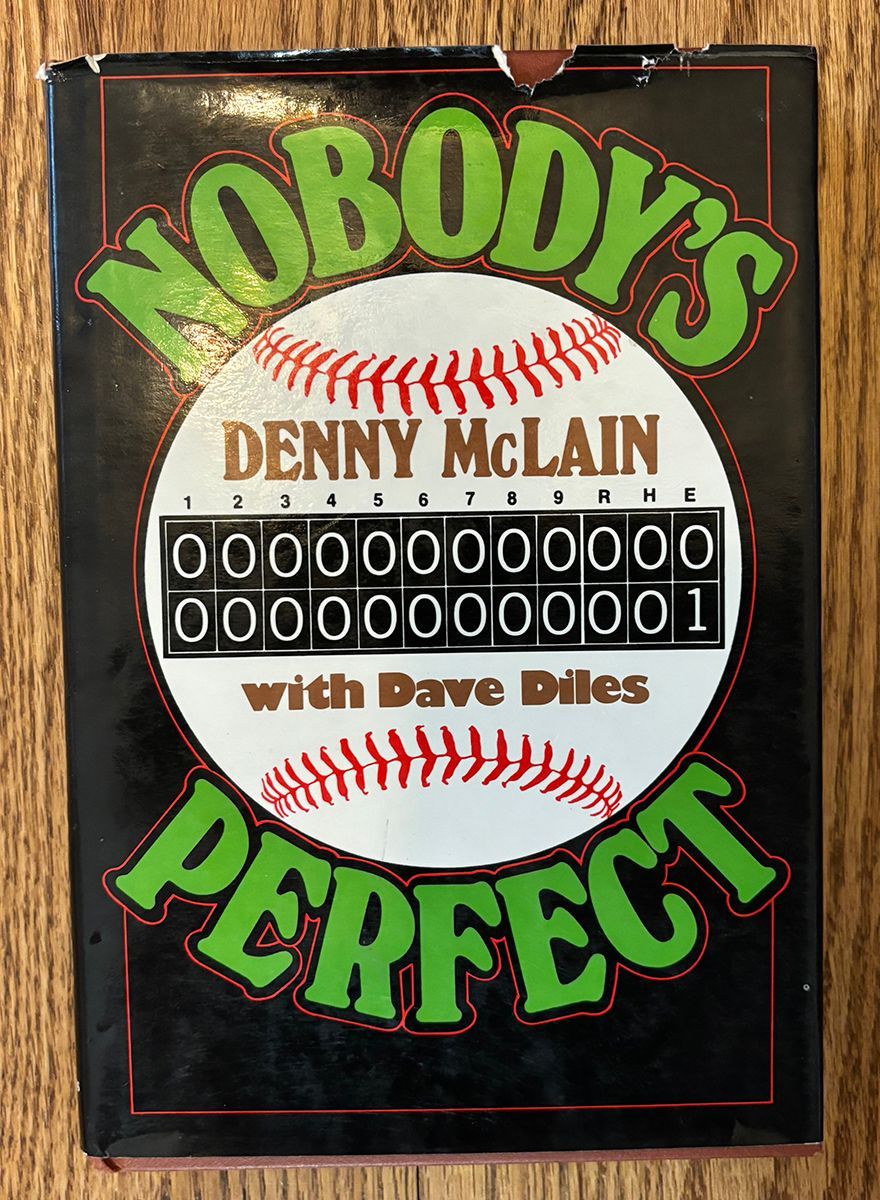 NOBODY'S
DENNY McLAIN
1 2 3 4 5 6 7 8 9 R H E
0 0 0 0 0 0 0 0 0 0 0 0
0 0 0 0 0 0 0 0 0 0 0 1
with Dave Diles
PERFECT